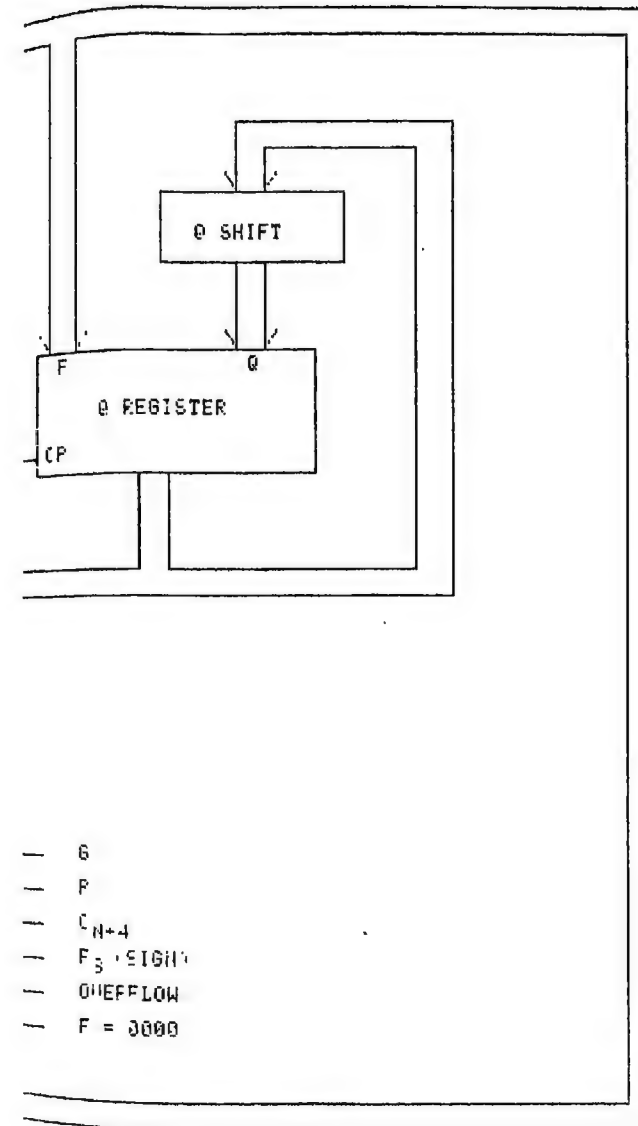 Q SHIFT
F Q
Q REGISTER
CP
G
P
C N+4
F 3 (SIGN)
OVERFLOW
F = 0000